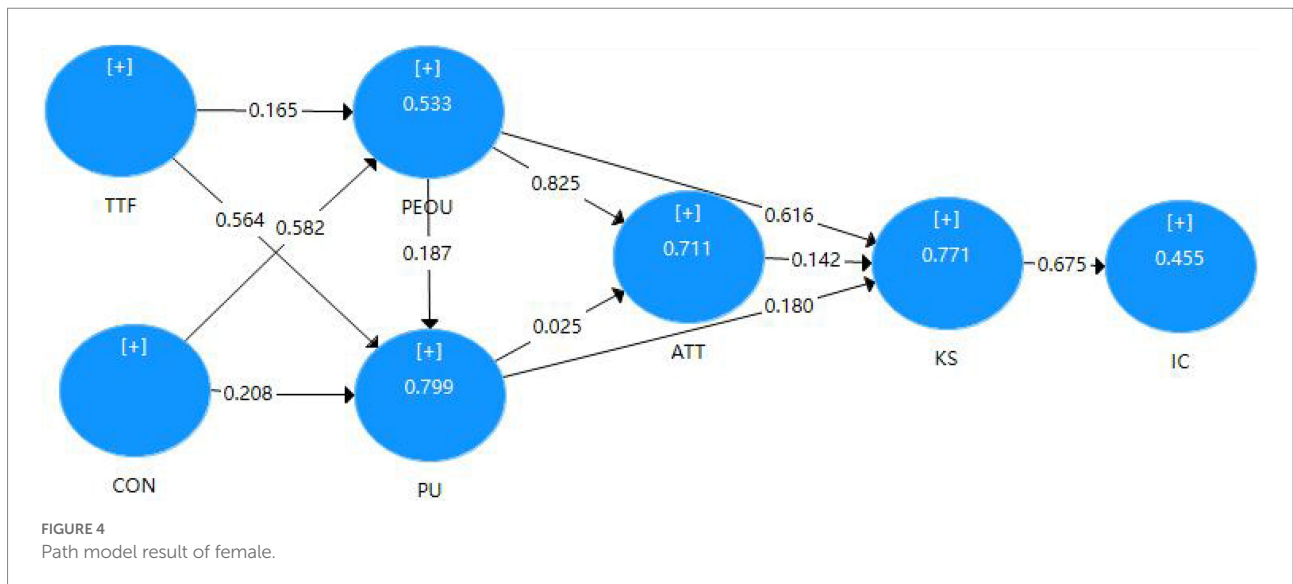 [+]
TTF
0.165
[+]
0.533
PEOU
0.564
0.582
0.187
0.825
0.616
[+]
0.711
ATT
0.142
[+]
0.771
KS
0.675
[+]
0.455
IC
[+]
CON
0.208
[+]
0.799
PU
0.025
0.180
FIGURE 4
Path model result of female.